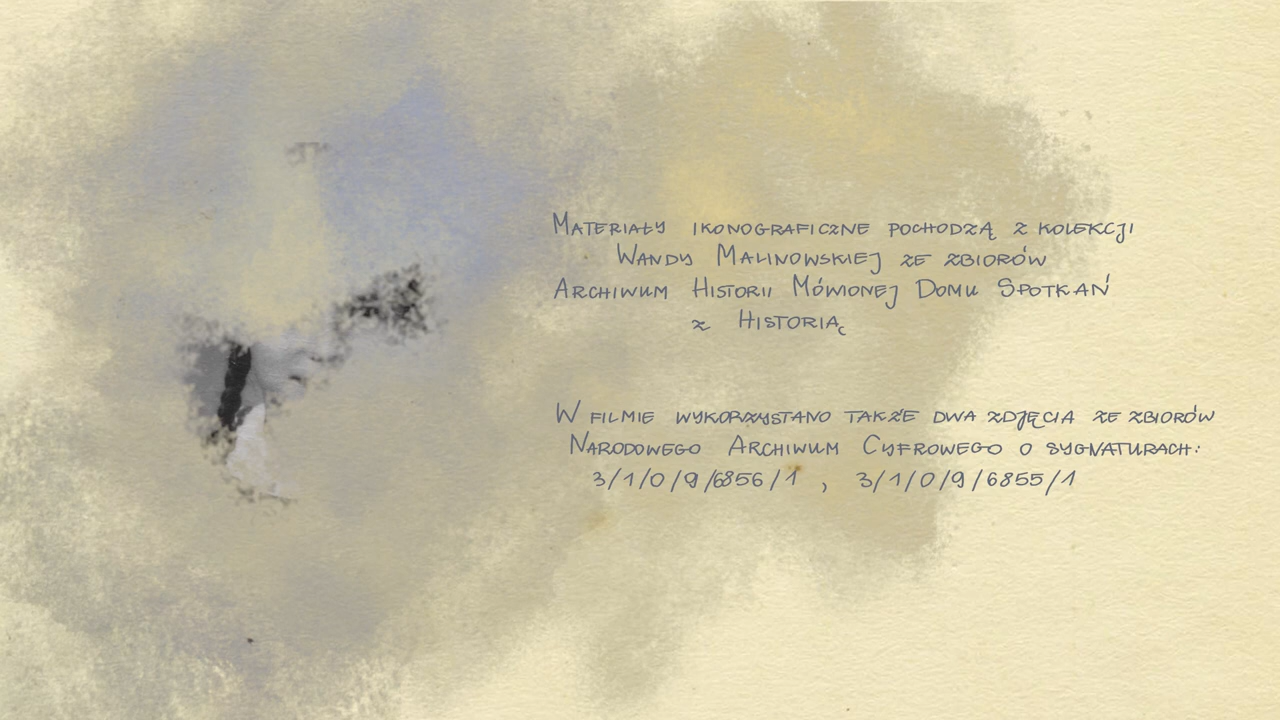 Materiały ikonograficzne pochodzą z kolekcji
Wandy Malinowskiej ze zbiorów
Archiwum Historii Mówionej Domu Spotkań
z Historią
W filmie wykorzystano także dwa zdjęcia ze zbiorów
Narodowego Archiwum Cyfrowego o sygnaturach:
3/1/0/9/6856/1 , 3/1/0/9/6855/1